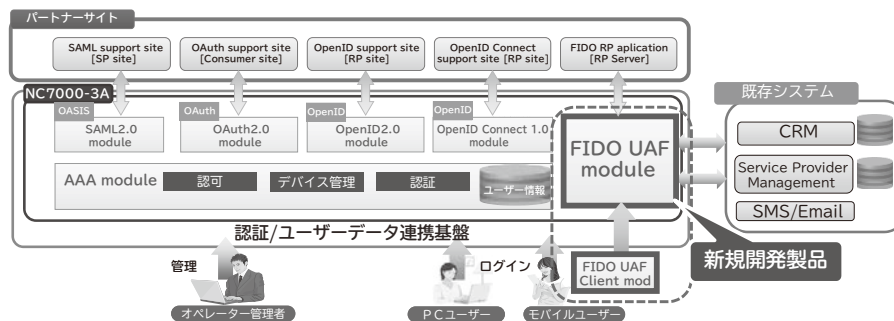 パートナーサイト
SAML support site
[SP site]
OAuth support site
[Consumer site]
OpenID support site
[RP site]
OpenID Connect
support site [RP site]
FIDO RP aplication
[RP Server]
NC7000-3A
OASIS
SAML2.0
module
OAuth
OAuth2.0
module
OpenID
OpenID2.0
module
OpenID
OpenID Connect 1.0
module
FIDO UAF
module
AAA module
認可
デバイス管理
認証
ユーザー情報
認証/ユーザーデータ連携基盤
既存システム
CRM
Service Provider
Management
SMS/Email
新規開発製品
管理
ログイン
FIDO UAF
Client mod
オペレーター管理者
PCユーザー
モバイルユーザー